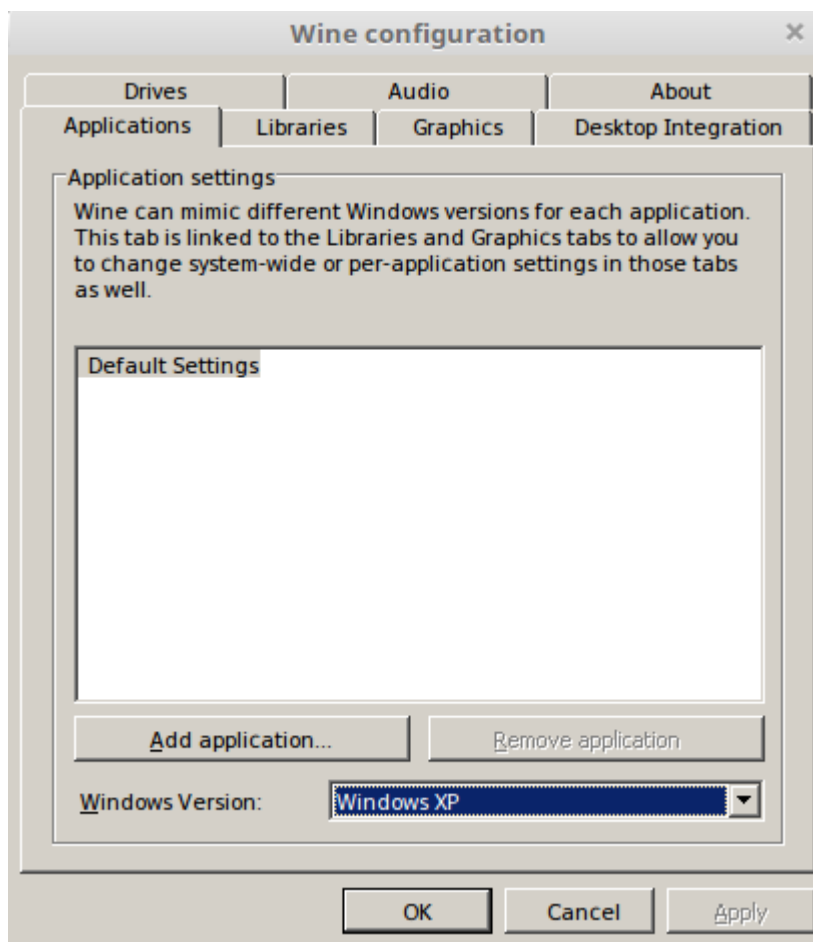 Wine configuration
Drives Audio About
Applications Libraries Graphics Desktop Integration
Application settings
Wine can mimic different Windows versions for each application.
This tab is linked to the Libraries and Graphics tabs to allow you
to change system-wide or per-application settings in those tabs
as well.
Default Settings
Add application... Remove application
Windows Version: Windows XP
OK Cancel Apply